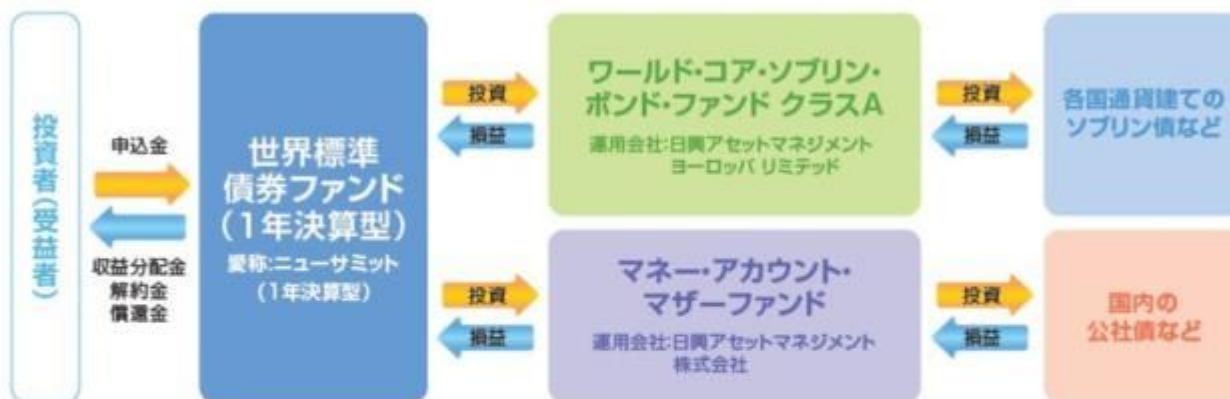 投資者(受益者)
申込金
収益分配金
解約金
償還金
世界標準
債券ファンド
(1年決算型)
愛称:ニューサミット
(1年決算型)
投資
損益
ワールド・コア・ソブリン・
ボンド・ファンド クラスA
運用会社:日興アセットマネジメント
ヨーロッパ リミテッド
投資
損益
各国通貨建ての
ソブリン債など
投資
損益
マネー・アカウント・
マザーファンド
運用会社:日興アセットマネジメント
株式会社
投資
損益
国内の
公社債など